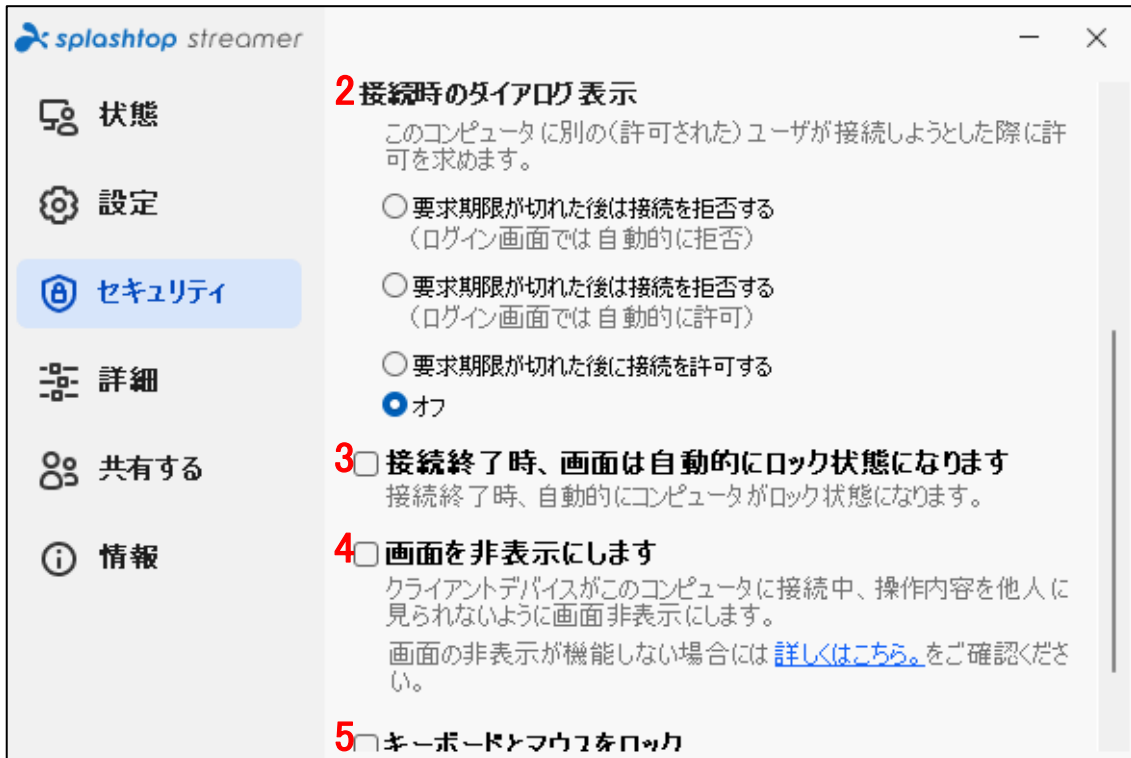 splashtop streamer
状態
設定
セキュリティ
詳細
共有する
情報
2 接続時のダイアログ表示
このコンピュータに別の(許可された)ユーザが接続しようとした際に許
可を求めます。
要求期限が切れた後は接続を拒否する
(ログイン画面では自動的に拒否)
要求期限が切れた後は接続を拒否する
(ログイン画面では自動的に許可)
要求期限が切れた後に接続を許可する
オフ
3 接続終了時、画面は自動的にロック状態になります
接続終了時、自動的にコンピュータがロック状態になります。
4 画面を非表示にします
クライアントデバイスがこのコンピュータに接続中、操作内容を他人に
見られないように画面非表示にします。
画面の非表示が機能しない場合には 詳しくはこちら。をご確認くださ
い。
5 キーボードとマウスをロック